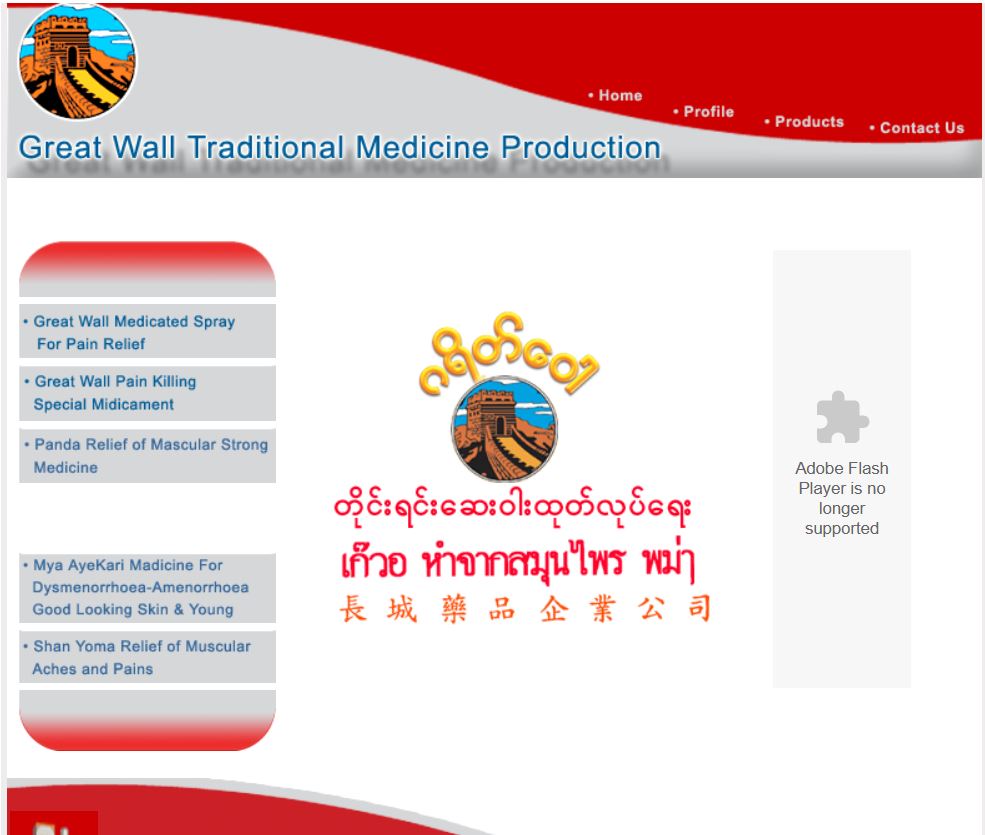 • Home
• Profile
• Products
• Contact Us
Great Wall Traditional Medicine Production
• Great Wall Medicated Spray
For Pain Relief
• Great Wall Pain Killing
Special Midicament
• Panda Relief of Mascular Strong
Medicine
• Mya AyeKari Madicine For
Dysmenorrhoea-Amenorrhoea
Good Looking Skin & Young
• Shan Yoma Relief of Muscular
Aches and Pains
ဂရိတ်ဝေါ
တိုင်းရင်းဆေးဝါးထုတ်လုပ်ရေး
เก๊วอ หำขากสมุนไพร พม่า
長城藥品企業公司
Adobe Flash
Player is no
longer
supported